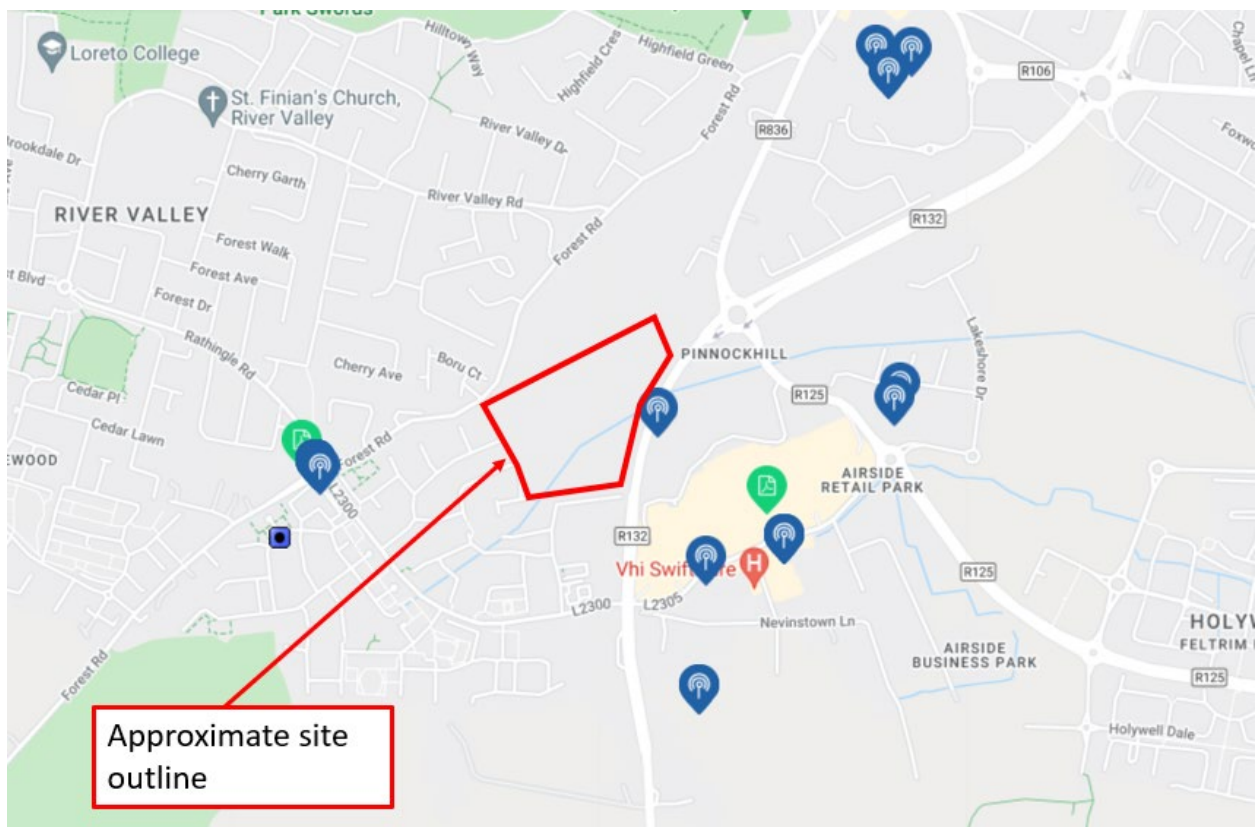 Park Swords
Loreto College
Hilltown
Way
Highfield Cres
Highfield Green
Forest Rd
R106
Chapel Ln
St. Finian's Church,
River Valley
River Valley Dr
R836
Brookdale Dr
Cherry Garth
River Valley Rd
RIVER VALLEY
Forest Rd
R132
Forest Walk
Forest Ave
Forest Dr
Rathingle Rd
Cherry Ave
Boru Ct
PINNOCKHILL
Lakeshore Dr
R125
Cedar Pl
Cedar Lawn
Forest Rd
L2300
AIRSIDE
RETAIL PARK
R132
Vhi Swift
R125
L2300
L2305
Nevinstown Ln
AIRSIDE
BUSINESS PARK
FELTRIM
R125
Forest Rd
Holywell Dale
Approximate site
outline